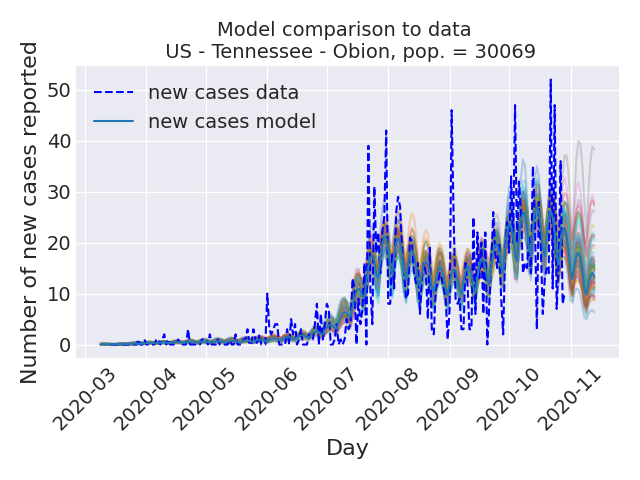 Model comparison to data
US - Tennessee - Obion, pop. = 30069
Number of new cases reported
50
40
30
20
10
0
new cases data
new cases model
2020-03
2020-04
2020-05
2020-06
2020-07
2020-08
2020-09
2020-10
2020-11
Day